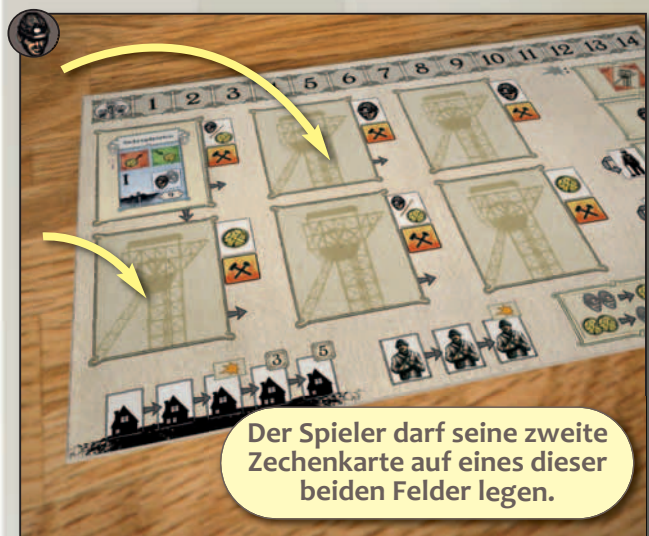 1 2 3 4 5 6 7 8 9 10 11 12 13 14
1
3 5
Der Spieler darf seine zweite
Zechenkarte auf eines dieser
beiden Felder legen.